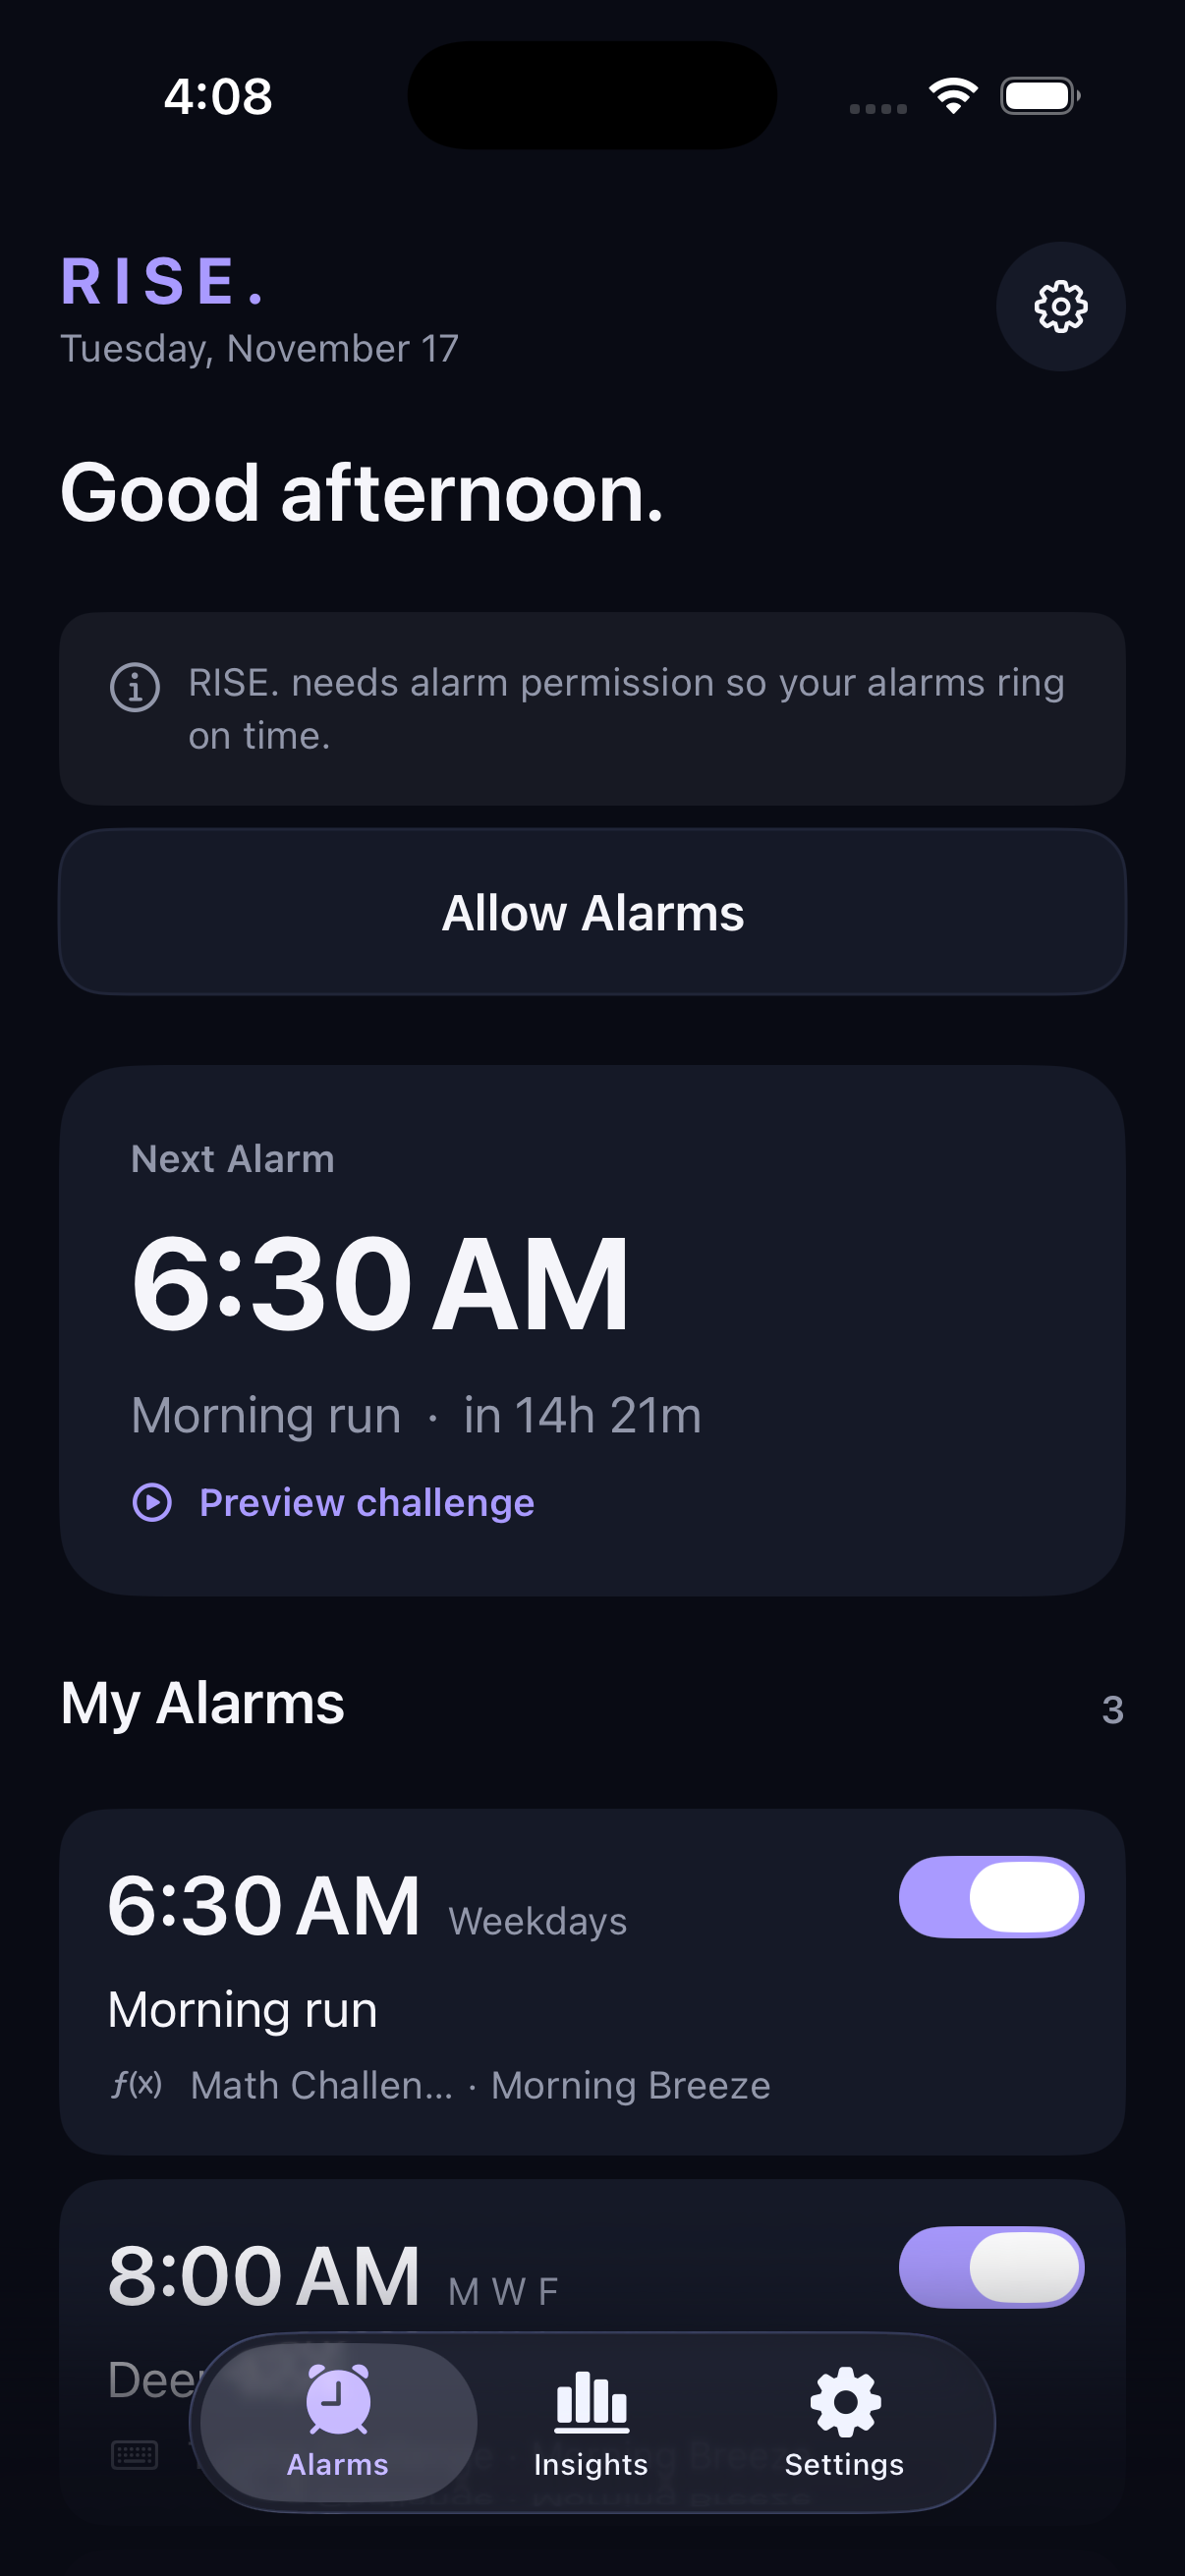 4:08
RISE.
Tuesday, November 17
Good afternoon.
RISE. needs alarm permission so your alarms ring
on time.
Allow Alarms
Next Alarm
6:30 AM
Morning run · in 14h 21m
Preview challenge
My Alarms
3
6:30 AM Weekdays
Morning run
f(x) Math Challen... · Morning Breeze
8:00 AM M W F
Alarms
Insights
Settings